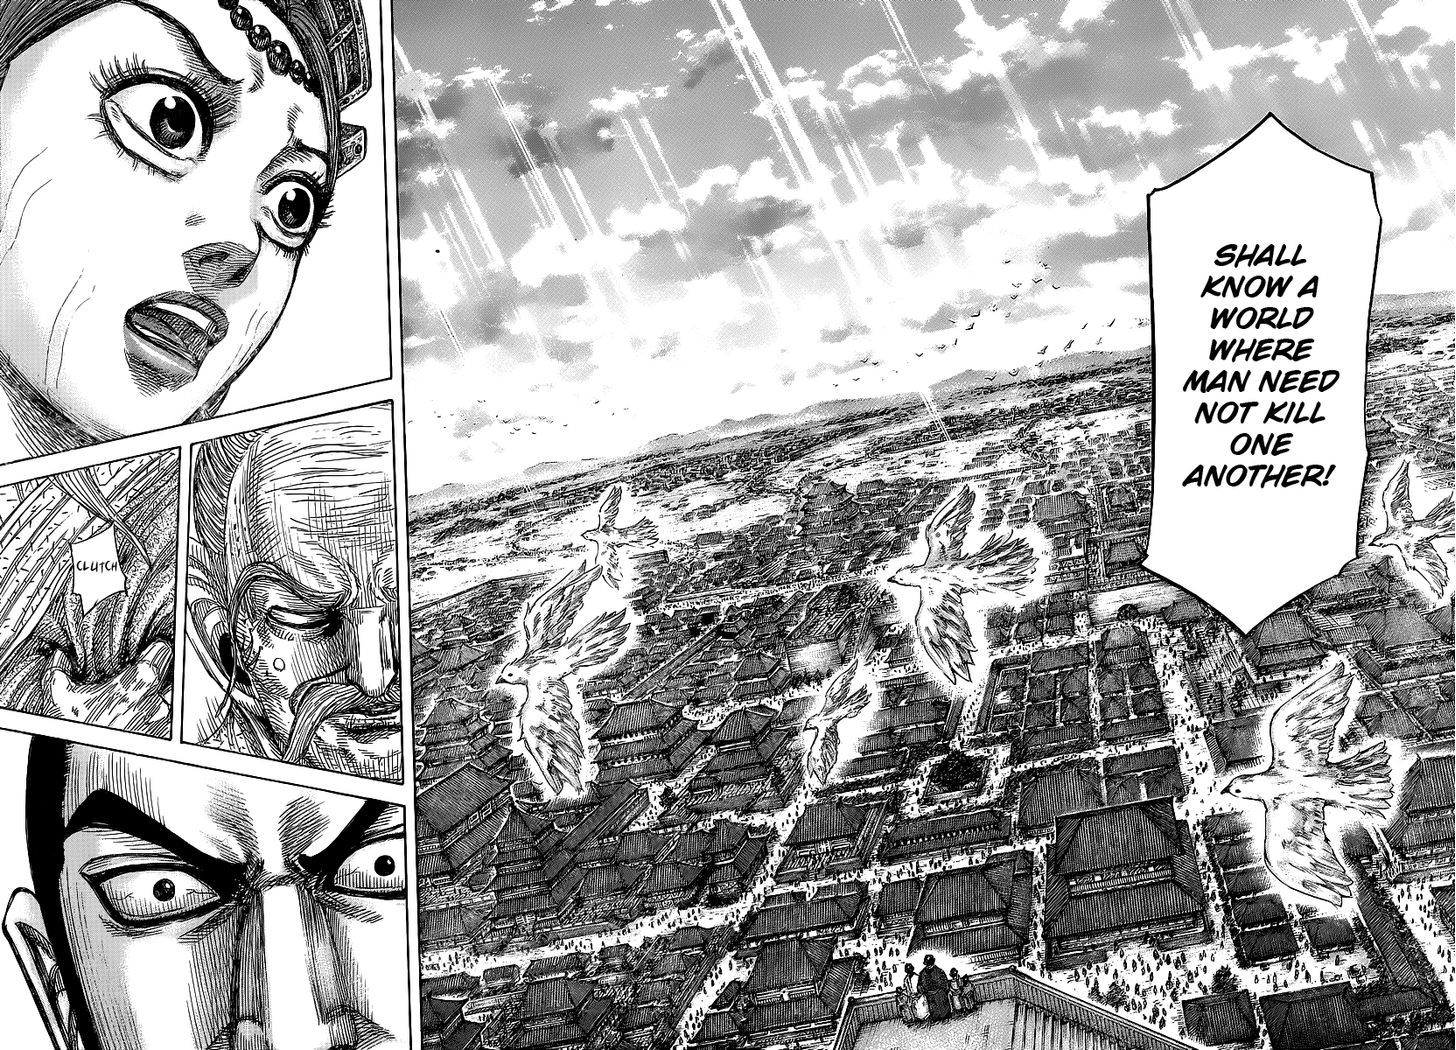 SHALL
KNOW A
WORLD
WHERE
MAN NEED
NOT KILL
ONE
ANOTHER!
CLUTCH